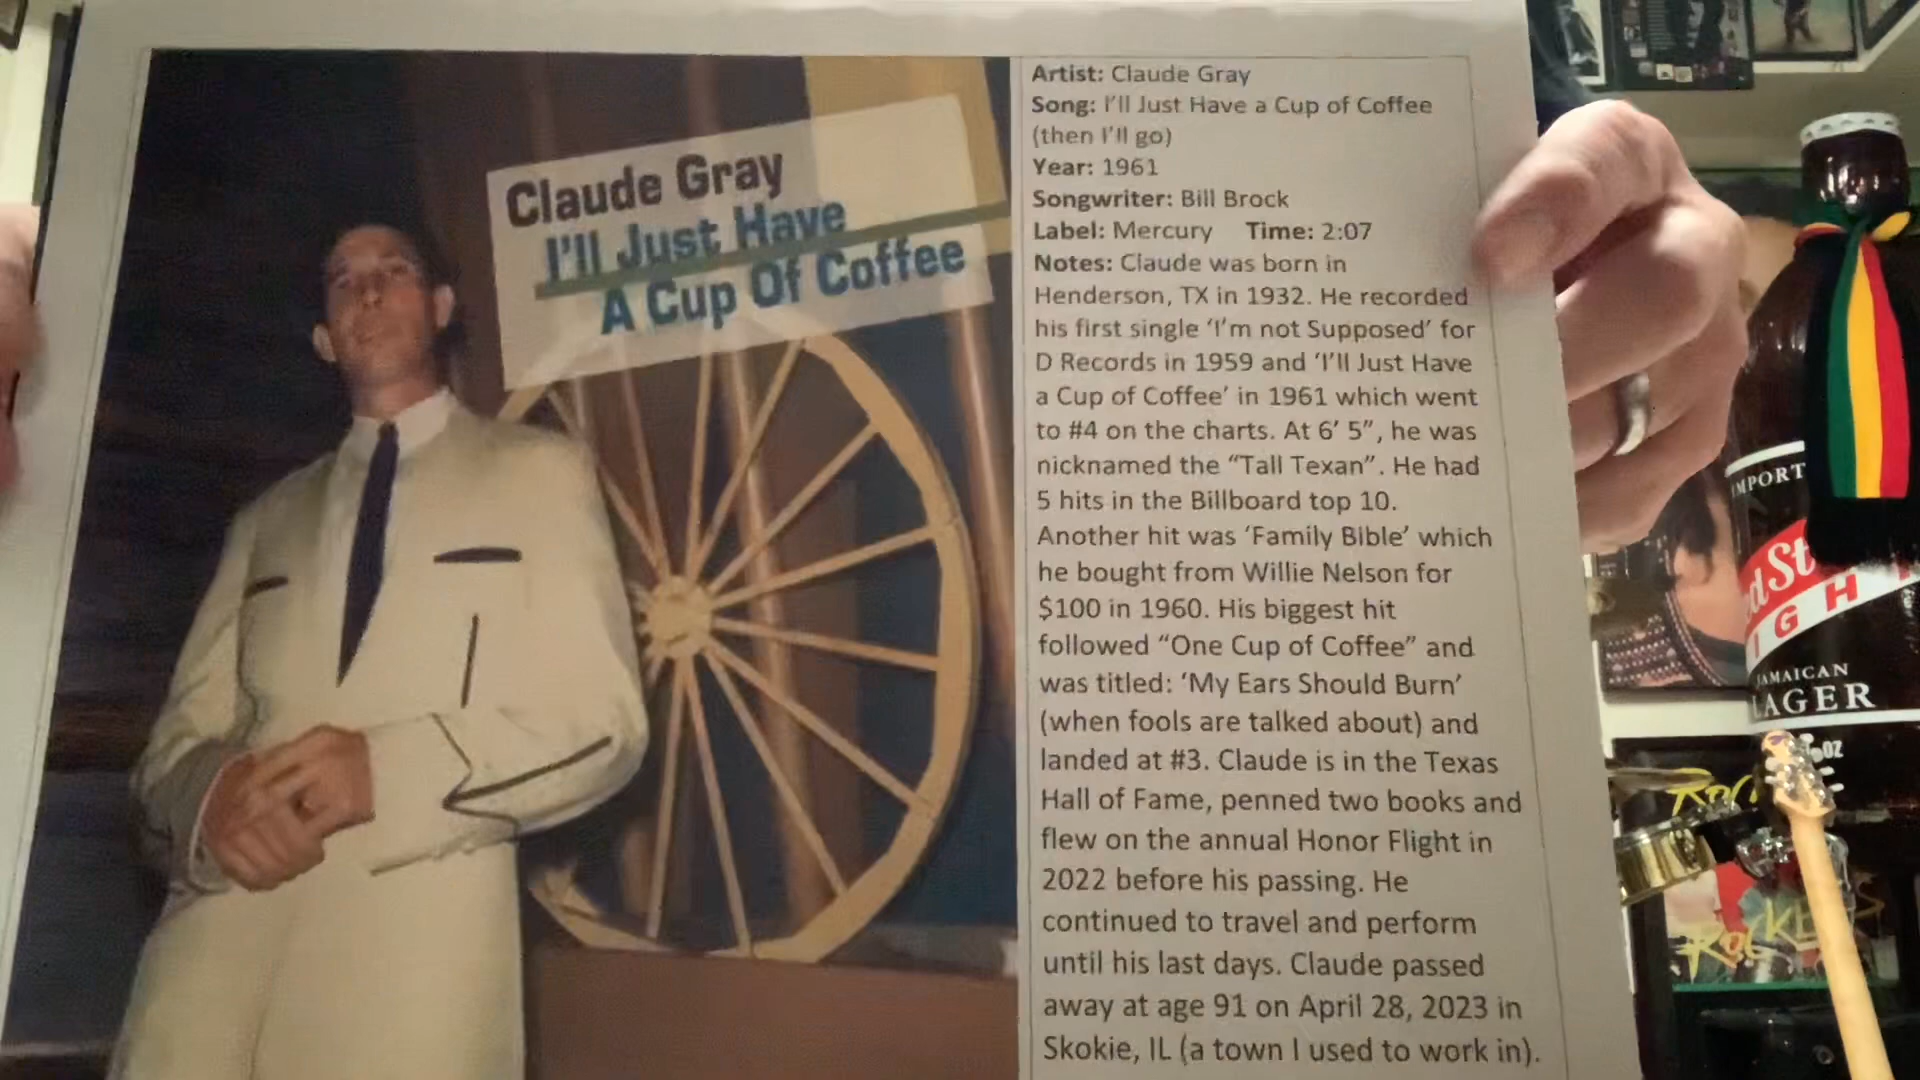 Claude Gray
I'll Just Have
A Cup Of Coffee
Artist: Claude Gray
Song: I'll Just Have a Cup of Coffee
(then I'll go)
Year: 1961
Songwriter: Bill Brock
Label: Mercury Time: 2:07
Notes: Claude was born in
Henderson, TX in 1932. He recorded
his first single 'I'm not Supposed' for
D Records in 1959 and 'I'll Just Have
a Cup of Coffee' in 1961 which went
to #4 on the charts. At 6' 5", he was
nicknamed the "Tall Texan". He had
5 hits in the Billboard top 10.
Another hit was 'Family Bible' which
he bought from Willie Nelson for
$100 in 1960. His biggest hit
followed "One Cup of Coffee" and
was titled: 'My Ears Should Burn'
(when fools are talked about) and
landed at #3. Claude is in the Texas
Hall of Fame, penned two books and
flew on the annual Honor Flight in
2022 before his passing. He
continued to travel and perform
until his last days. Claude passed
away at age 91 on April 28, 2023 in
Skokie, IL (a town I used to work in).
IMPORT
d St
IGH
JAMAICAN
LAGER
OZ
ROCKERS